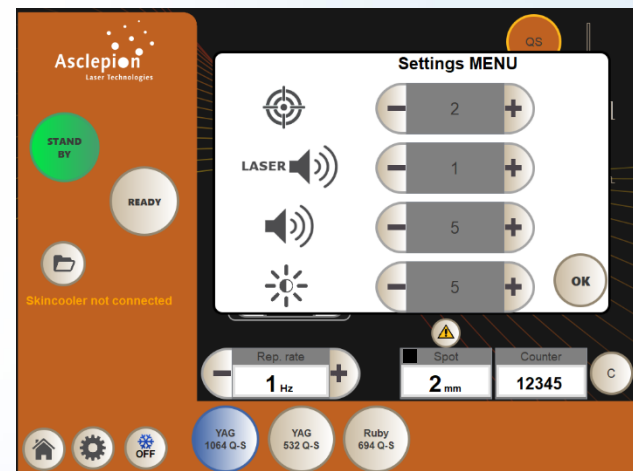 Asclepion
Laser Technologies
QS
Settings MENU
2
STAND
BY
LASER
1
READY
5
Skincooler not connected
5
OK
Rep. rate
1 Hz
Spot
2 mm
Counter
12345
C
OFF
YAG
1064 Q-S
YAG
532 Q-S
Ruby
694 Q-S